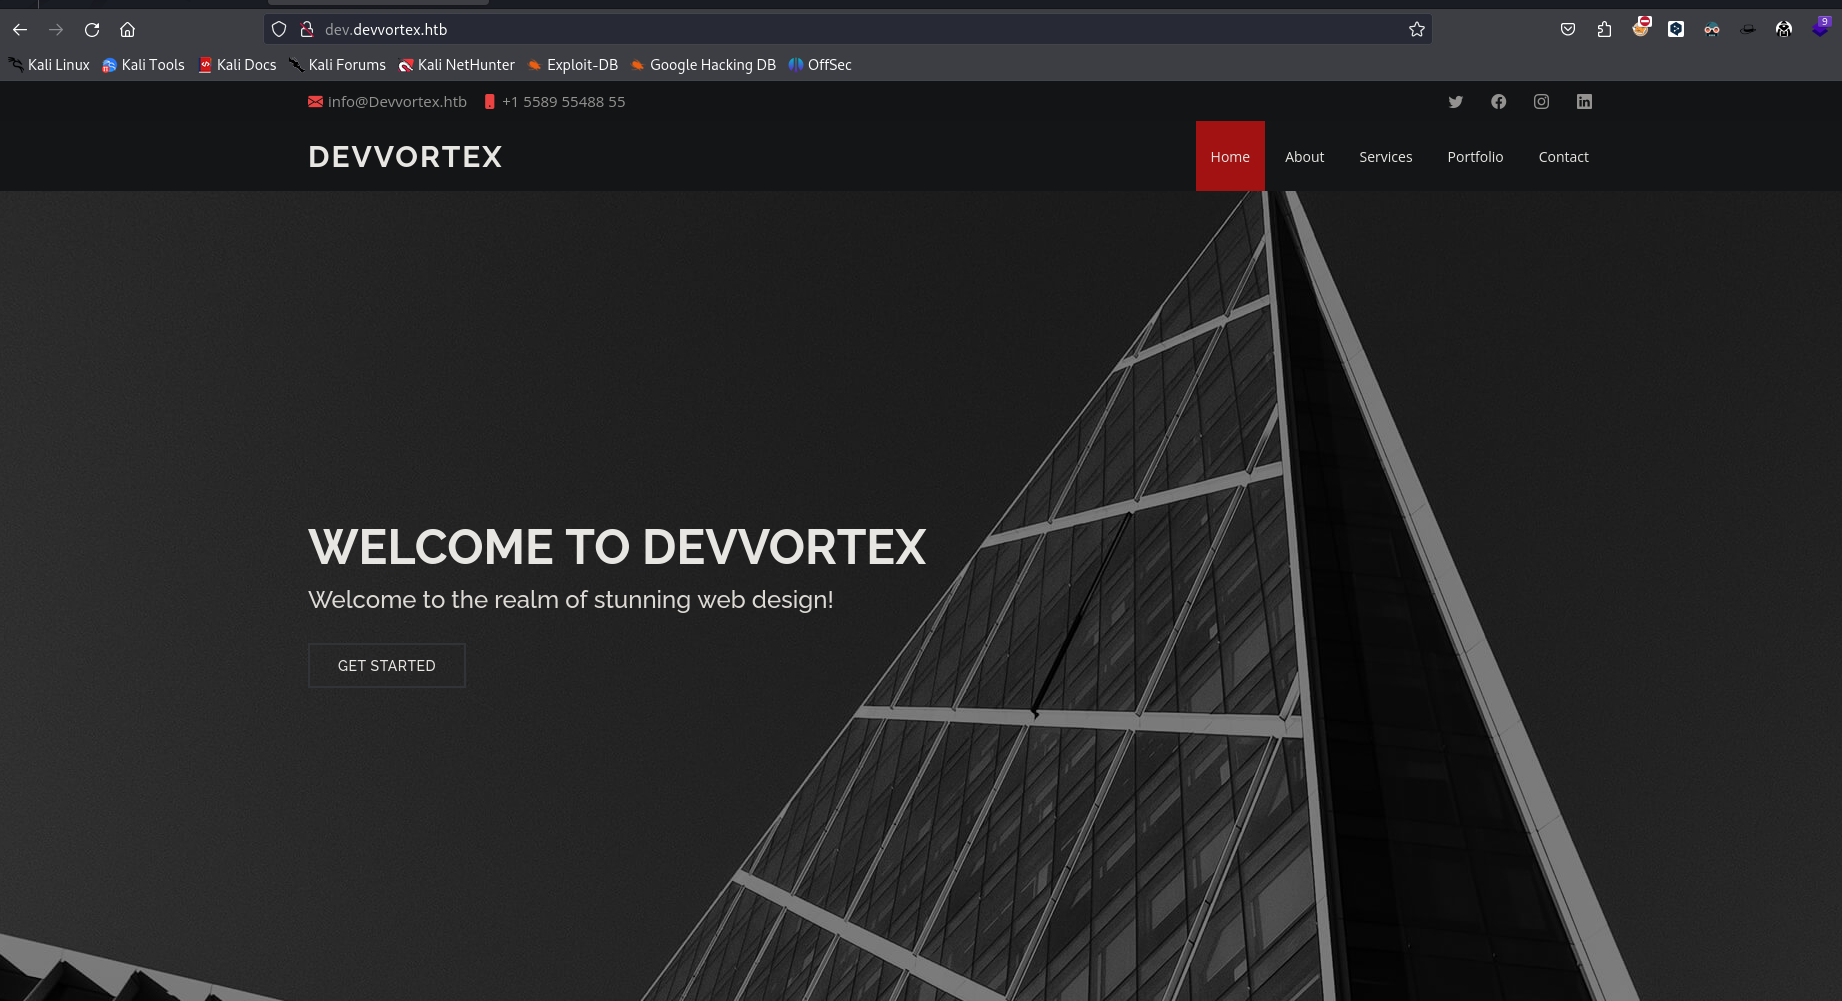 dev.devvortex.htb
9
Kali Linux Kali Tools Kali Docs Kali Forums Kali NetHunter Exploit-DB Google Hacking DB OffSec
info@Devvortex.htb +1 5589 55488 55
DEVVORTEX
Home About Services Portfolio Contact
WELCOME TO DEVVORTEX
Welcome to the realm of stunning web design!
GET STARTED